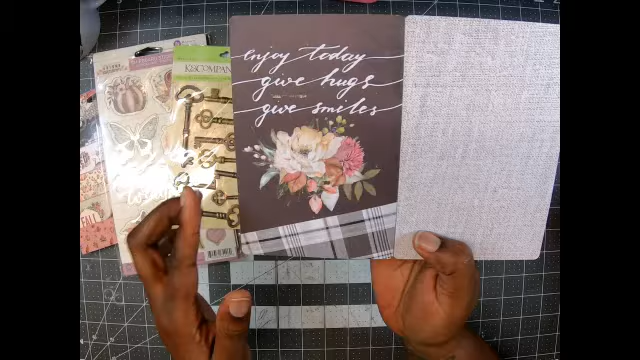 K&COMPANY
enjoy today
give hugs
give smiles
FALL